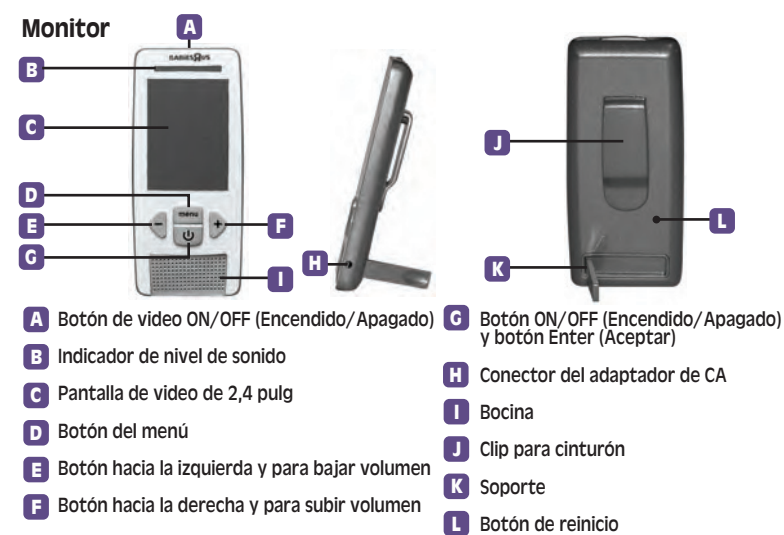 Monitor
A
BABIES R US
B
C
D
menu
E
- +
F
G
I
H
J
L
K
A Botón de video ON/OFF (Encendido/Apagado)
B Indicador de nivel de sonido
C Pantalla de video de 2,4 pulg
D Botón del menú
E Botón hacia la izquierda y para bajar volumen
F Botón hacia la derecha y para subir volumen
G Botón ON/OFF (Encendido/Apagado)
y botón Enter (Aceptar)
H Conector del adaptador de CA
I Bocina
J Clip para cinturón
K Soporte
L Botón de reinicio